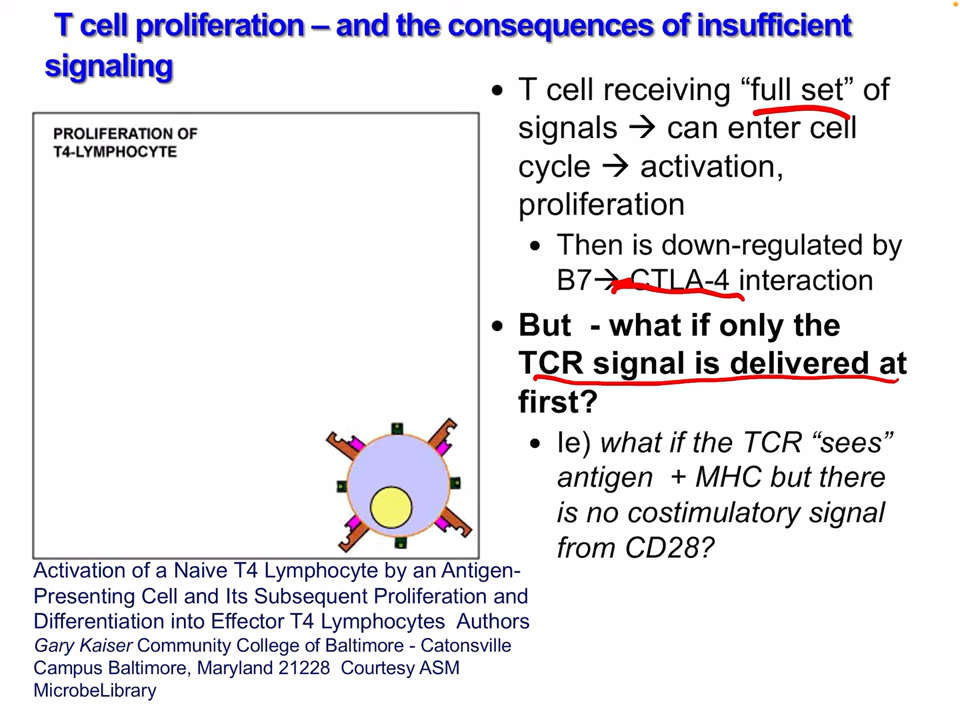 T cell proliferation – and the consequences of insufficient
signaling
PROLIFERATION OF
T4-LYMPHOCYTE
• T cell receiving “full set” of
signals → can enter cell
cycle → activation,
proliferation
• Then is down-regulated by
B7→ CTLA-4 interaction
• But - what if only the
TCR signal is delivered at
first?
• Ie) what if the TCR “sees”
antigen + MHC but there
is no costimulatory signal
from CD28?
Activation of a Naive T4 Lymphocyte by an Antigen-
Presenting Cell and Its Subsequent Proliferation and
Differentiation into Effector T4 Lymphocytes Authors
Gary Kaiser Community College of Baltimore - Catonsville
Campus Baltimore, Maryland 21228 Courtesy ASM
MicrobeLibrary